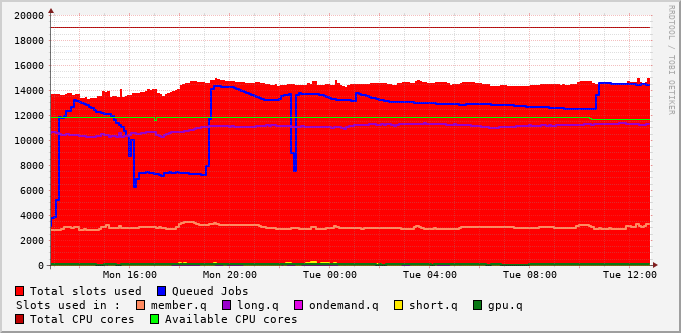 20000
18000
16000
14000
12000
10000
8000
6000
4000
2000
0
Mon 16:00 Mon 20:00 Tue 00:00 Tue 04:00 Tue 08:00 Tue 12:00
Total slots used Queued Jobs
Slots used in : member.q long.q ondemand.q short.q gpu.q
Total CPU cores Available CPU cores
RRDTOOL / TOBI OETIKER